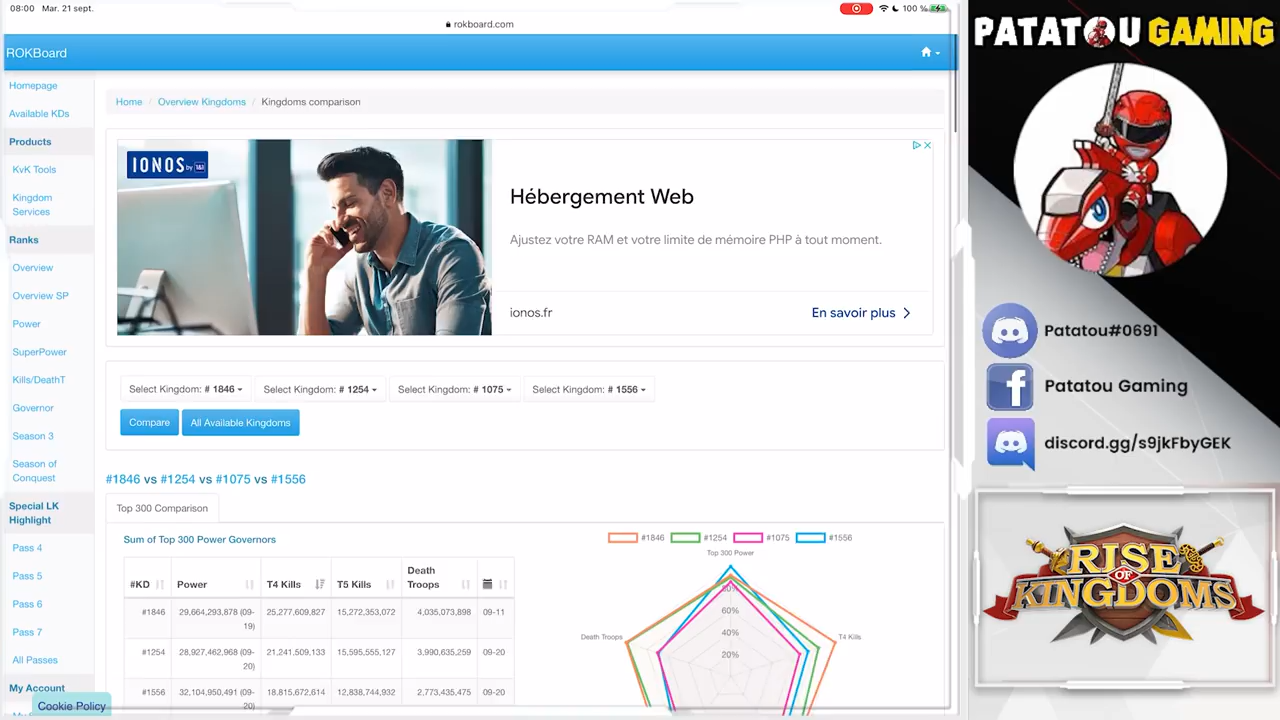 08:00 Mar. 21 sept.
100 %
rokboard.com
ROKBoard
Homepage
Available KDs
Products
KvK Tools
Kingdom
Services
Ranks
Overview
Overview SP
Power
SuperPower
Kills/DeathT
Governor
Season 3
Season of
Conquest
Special LK
Highlight
Pass 4
Pass 5
Pass 6
Pass 7
All Passes
My Account
Cookie Policy
Home / Overview Kingdoms / Kingdoms comparison
IONOS by 1&1
Hébergement Web
Ajustez votre RAM et votre limite de mémoire PHP à tout moment.
ionos.fr
En savoir plus
Select Kingdom: # 1846
Select Kingdom: # 1254
Select Kingdom: # 1075
Select Kingdom: # 1556
Compare
All Available Kingdoms
#1846 vs #1254 vs #1075 vs #1556
Top 300 Comparison
Sum of Top 300 Power Governors
#KD Power T4 Kills T5 Kills Death Troops
#1846 29,664,293,878 (09-19) 25,277,609,827 15,272,353,072 4,035,073,898 09-11
#1254 28,927,462,968 (09-20) 21,241,509,133 15,595,555,127 3,990,635,259 09-20
#1556 32,104,950,491 (09-20) 18,815,672,614 12,838,744,932 2,773,435,475 09-20
#1846 #1254 #1075 #1556
Top 300 Power
80%
60%
40%
20%
Death Troops
T4 Kills
PATATOU GAMING
Patatou#0691
Patatou Gaming
discord.gg/s9jkFbyGEK
RISE OF
KINGDOMS